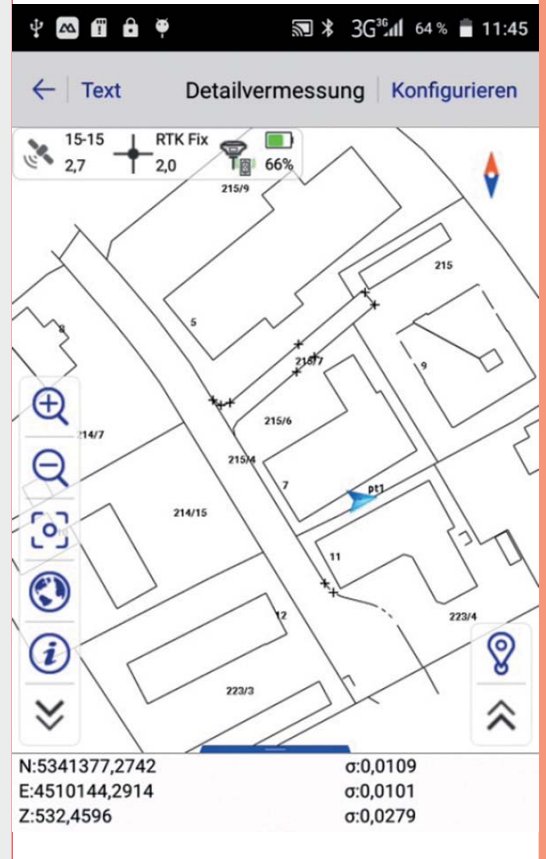 3G 3G 64 % 11:45
Text Detailvermessung Konfigurieren
15-15 RTK Fix
2,7 2,0 66%
215/9
215
5
8
215/7
9
215/6
214/7
215/4
7
pt1
214/15
11
12
223/4
223/3
N:5341377,2742 σ:0,0109
E:4510144,2914 σ:0,0101
Z:532,4596 σ:0,0279